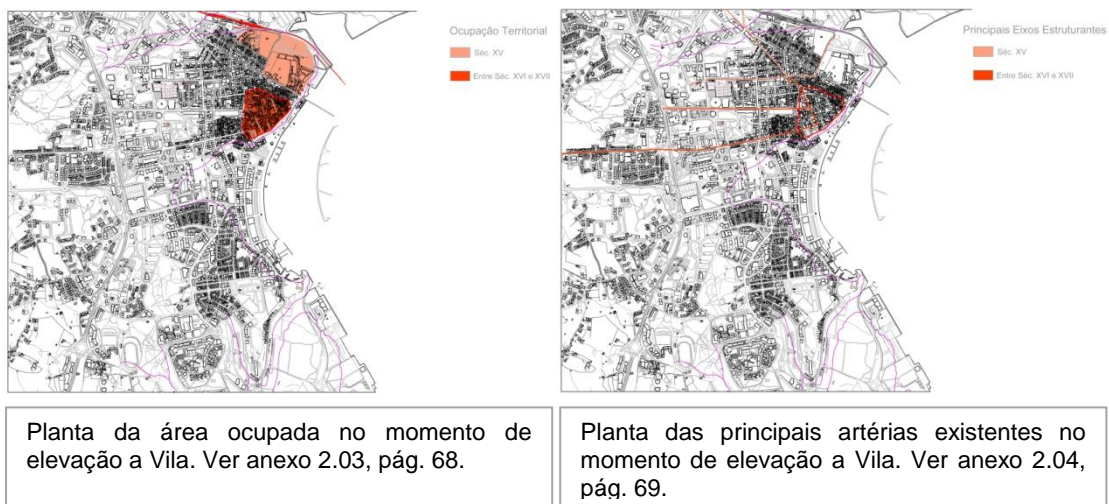 Ocupação Territorial
Séc. XV
Entre Séc. XVI e XVII
Principais Eixos Estruturantes
Séc. XV
Entre Séc. XVI e XVII
Planta da área ocupada no momento de
elevação a Vila. Ver anexo 2.03, pág. 68.
Planta das principais artérias existentes no
momento de elevação a Vila. Ver anexo 2.04,
pág. 69.